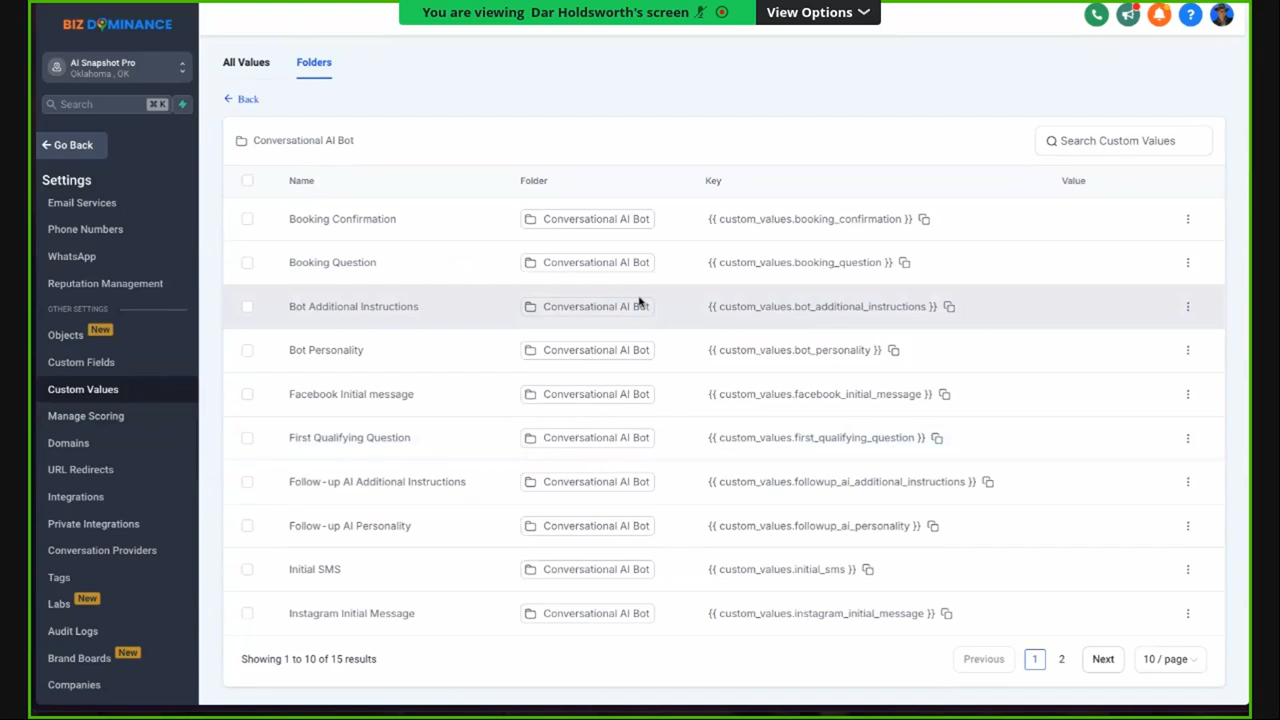 You are viewing Dar Holdsworth's screen
View Options
BIZ DOMINANCE
AI Snapshot Pro
Oklahoma , OK
Search
⌘ K
Go Back
Settings
Email Services
Phone Numbers
WhatsApp
Reputation Management
OTHER SETTINGS
Objects New
Custom Fields
Custom Values
Manage Scoring
Domains
URL Redirects
Integrations
Private Integrations
Conversation Providers
Tags
Labs New
Audit Logs
Brand Boards New
Companies
All Values Folders
Back
Conversational AI Bot
Search Custom Values
Name Folder Key Value
Booking Confirmation Conversational AI Bot {{ custom_values.booking_confirmation }}
Booking Question Conversational AI Bot {{ custom_values.booking_question }}
Bot Additional Instructions Conversational AI Bot {{ custom_values.bot_additional_instructions }}
Bot Personality Conversational AI Bot {{ custom_values.bot_personality }}
Facebook Initial message Conversational AI Bot {{ custom_values.facebook_initial_message }}
First Qualifying Question Conversational AI Bot {{ custom_values.first_qualifying_question }}
Follow-up AI Additional Instructions Conversational AI Bot {{ custom_values.followup_ai_additional_instructions }}
Follow-up AI Personality Conversational AI Bot {{ custom_values.followup_ai_personality }}
Initial SMS Conversational AI Bot {{ custom_values.initial_sms }}
Instagram Initial Message Conversational AI Bot {{ custom_values.instagram_initial_message }}
Showing 1 to 10 of 15 results
Previous 1 2 Next 10 / page